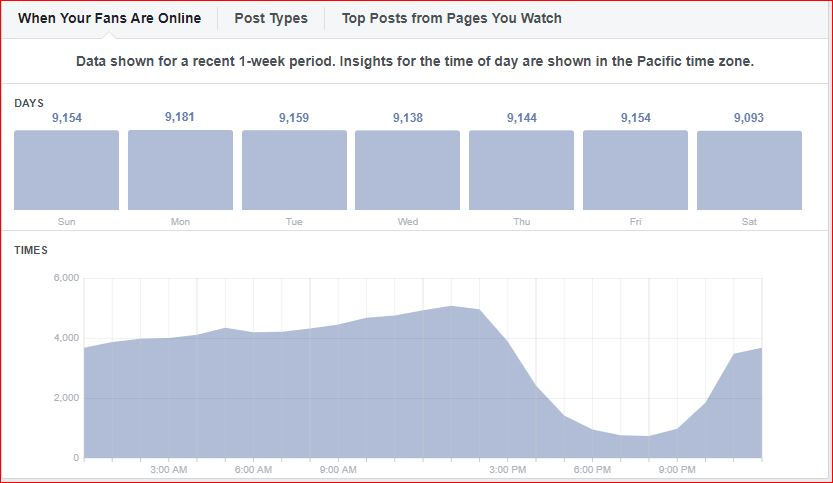 When Your Fans Are Online Post Types Top Posts from Pages You Watch
Data shown for a recent 1-week period. Insights for the time of day are shown in the Pacific time zone.
DAYS
9,154 9,181 9,159 9,138 9,144 9,154 9,093
Sun Mon Tue Wed Thu Fri Sat
TIMES
6,000
4,000
2,000
0
3:00 AM 6:00 AM 9:00 AM 3:00 PM 6:00 PM 9:00 PM